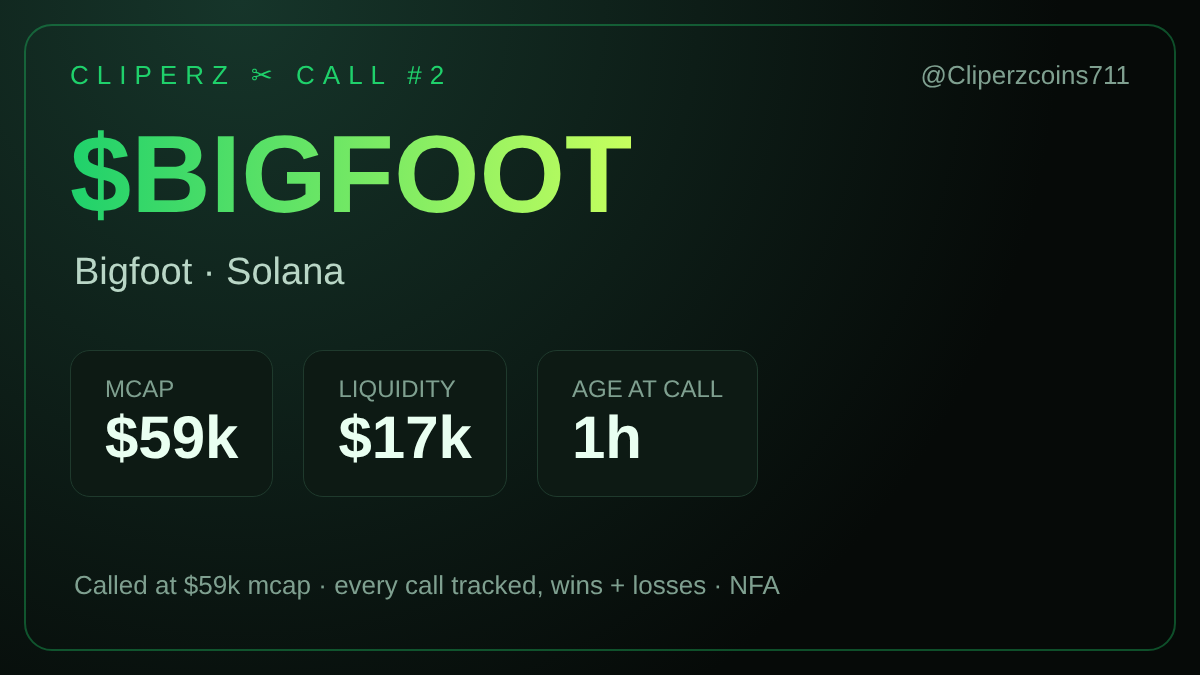 CLIPERZ ✂ CALL #2
@Cliperzcoins711
$BIGFOOT
Bigfoot · Solana
MCAP
$59k
LIQUIDITY
$17k
AGE AT CALL
1h
Called at $59k mcap · every call tracked, wins + losses · NFA